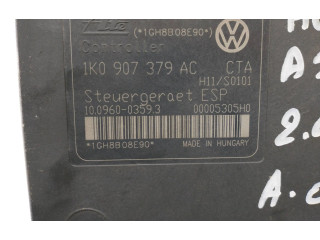 ATE (*1GH8B08E90*)
Controller
1K0 907 379 AC CTA
H11/S0101
Steuergeraet ESP
10.0960-0359.3 00005305H0
*1GH8B08E90* MADE IN HUNGARY